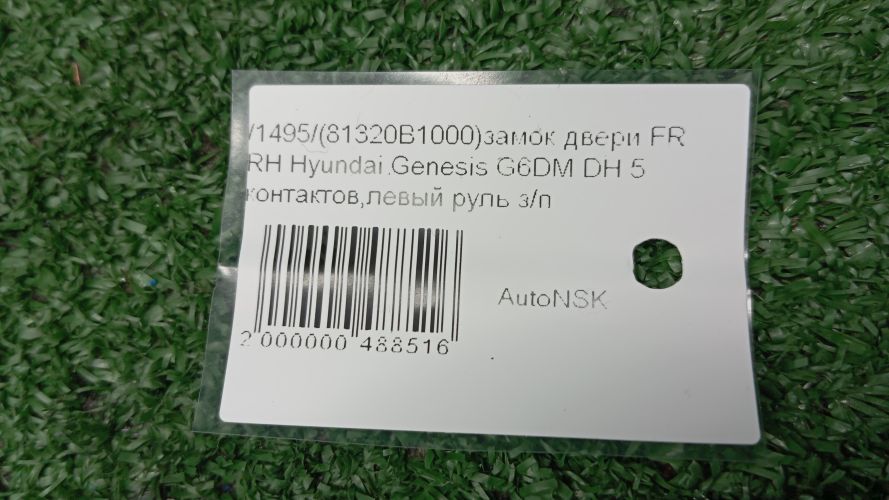 /1495/(81320B1000)замок двери FR
RH Hyundai Genesis G6DM DH 5
контактов,левый руль з/п
AutoNSK
2 000000 488516